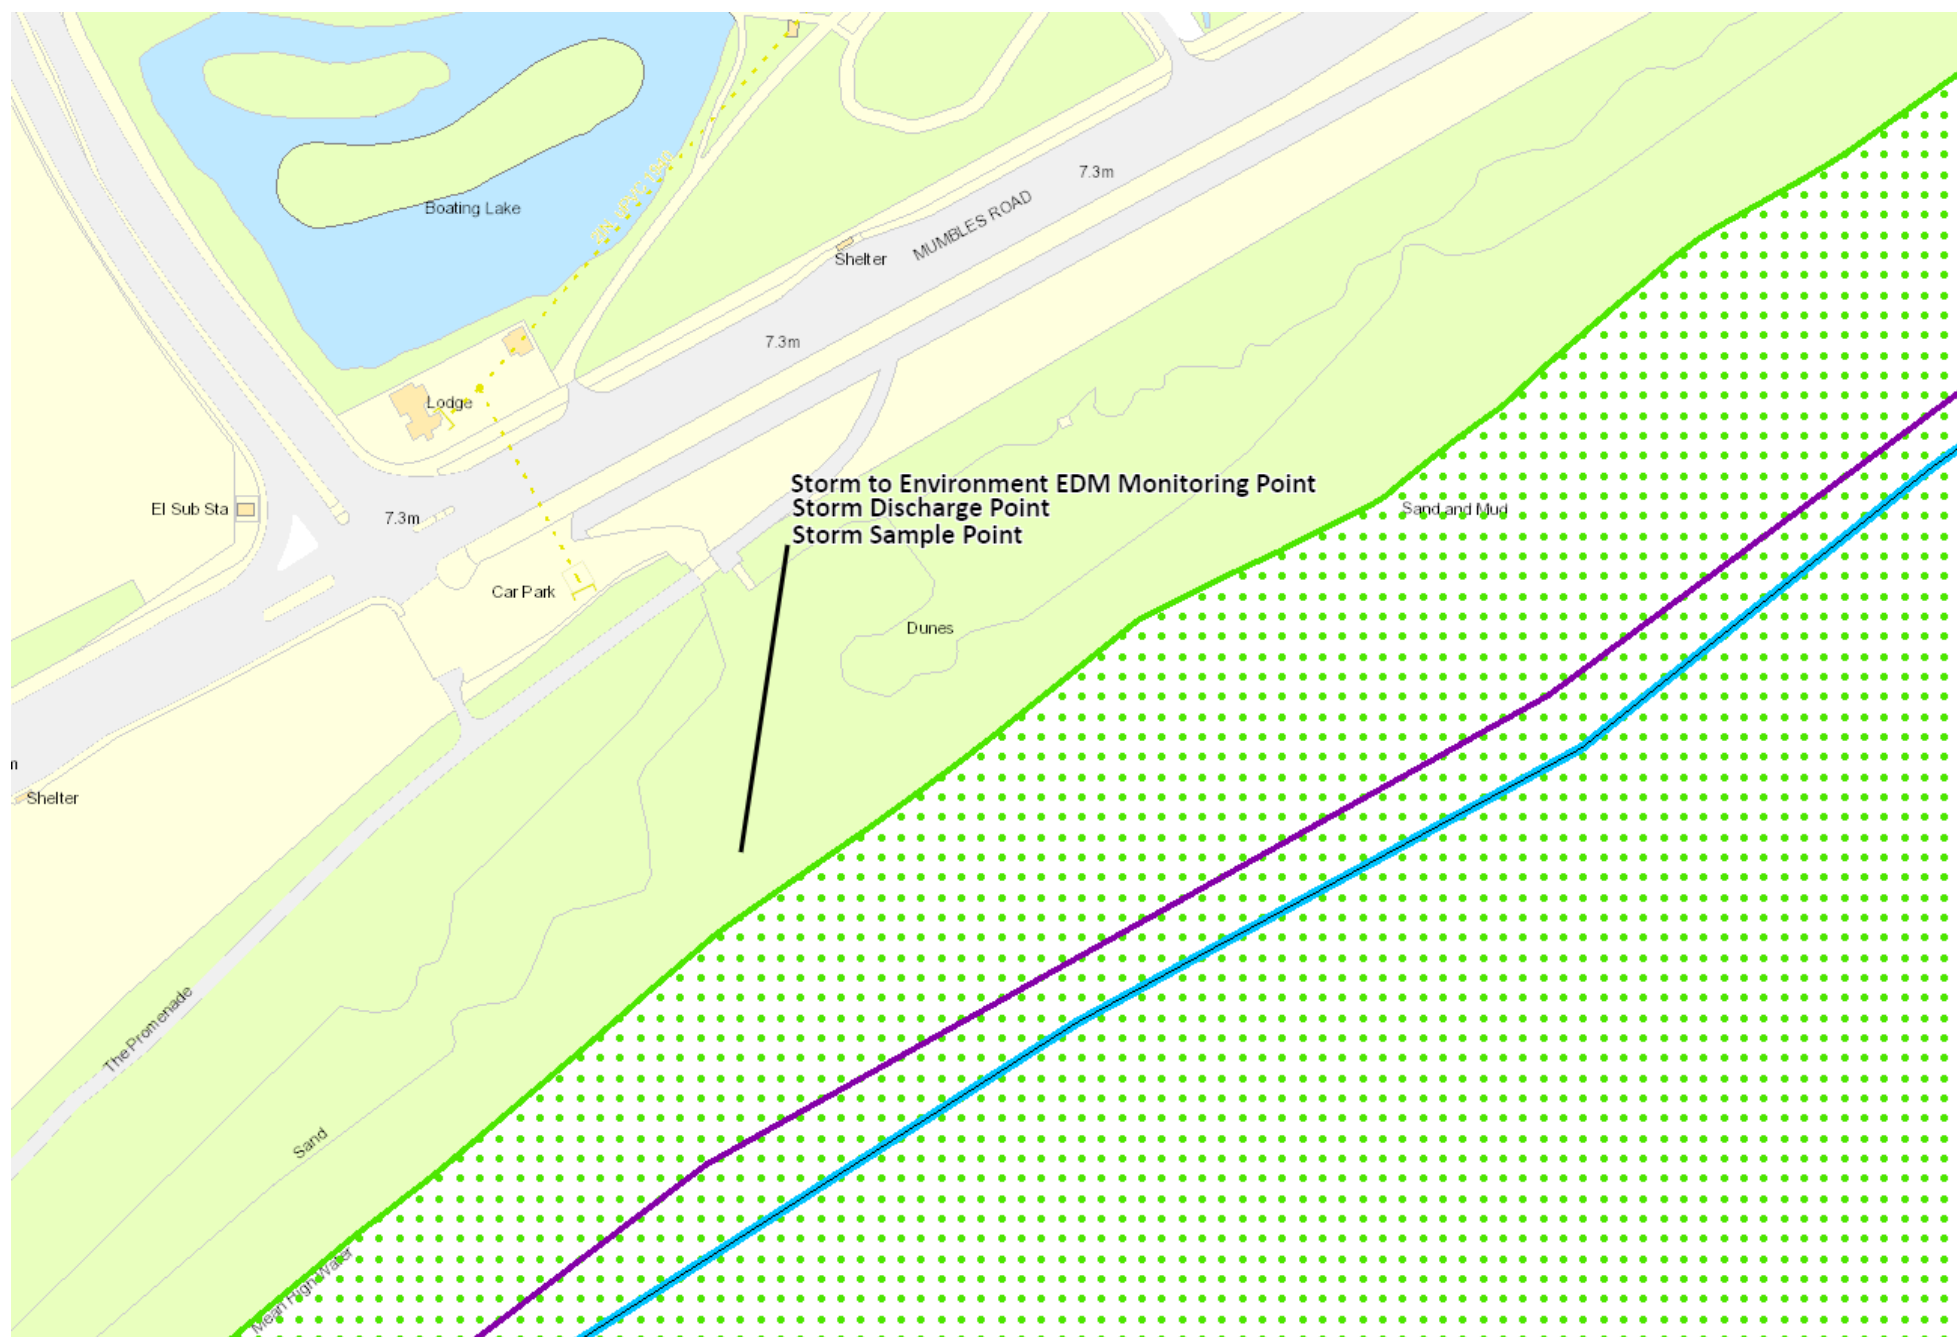 7.3m
MUMBLES ROAD
Boating Lake
Shelter
7.3m
Lodge
Storm to Environment EDM Monitoring Point
Storm Discharge Point
Storm Sample Point
El Sub Sta
7.3m
Sand and Mud
Car Park
Dunes
m
Shelter
The Promenade
Sand
Mean High Water